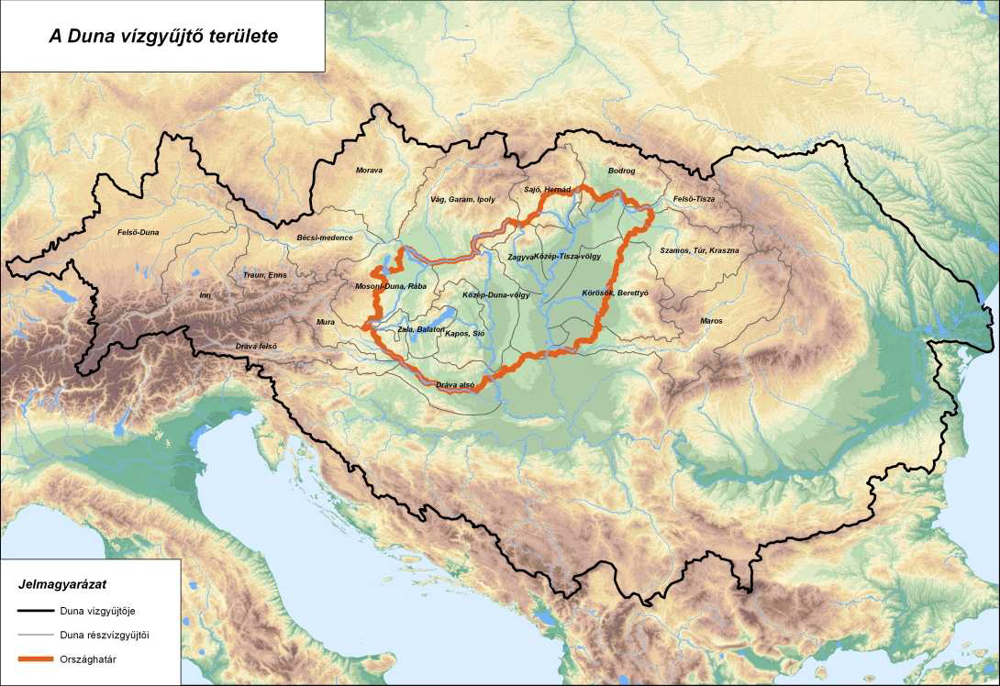 A Duna vízgyűjtő területe
Morava
Bodrog
Sajó, Hernád
Vág, Garam, Ipoly
Felső-Tisza
Felső-Duna
Bécsi-medence
Szamos, Túr, Kraszna
Zagyva
Közép-Tisza-völgy
Traun, Enns
Mosoni-Duna, Rába
Inn
Közép-Duna-völgy
Körösök, Berettyó
Mura
Maros
Zala, Balaton
Kapos, Sió
Dráva felső
Dráva alsó
Jelmagyarázat
Duna vízgyűjtője
Duna részvízgyűjtői
Országhatár